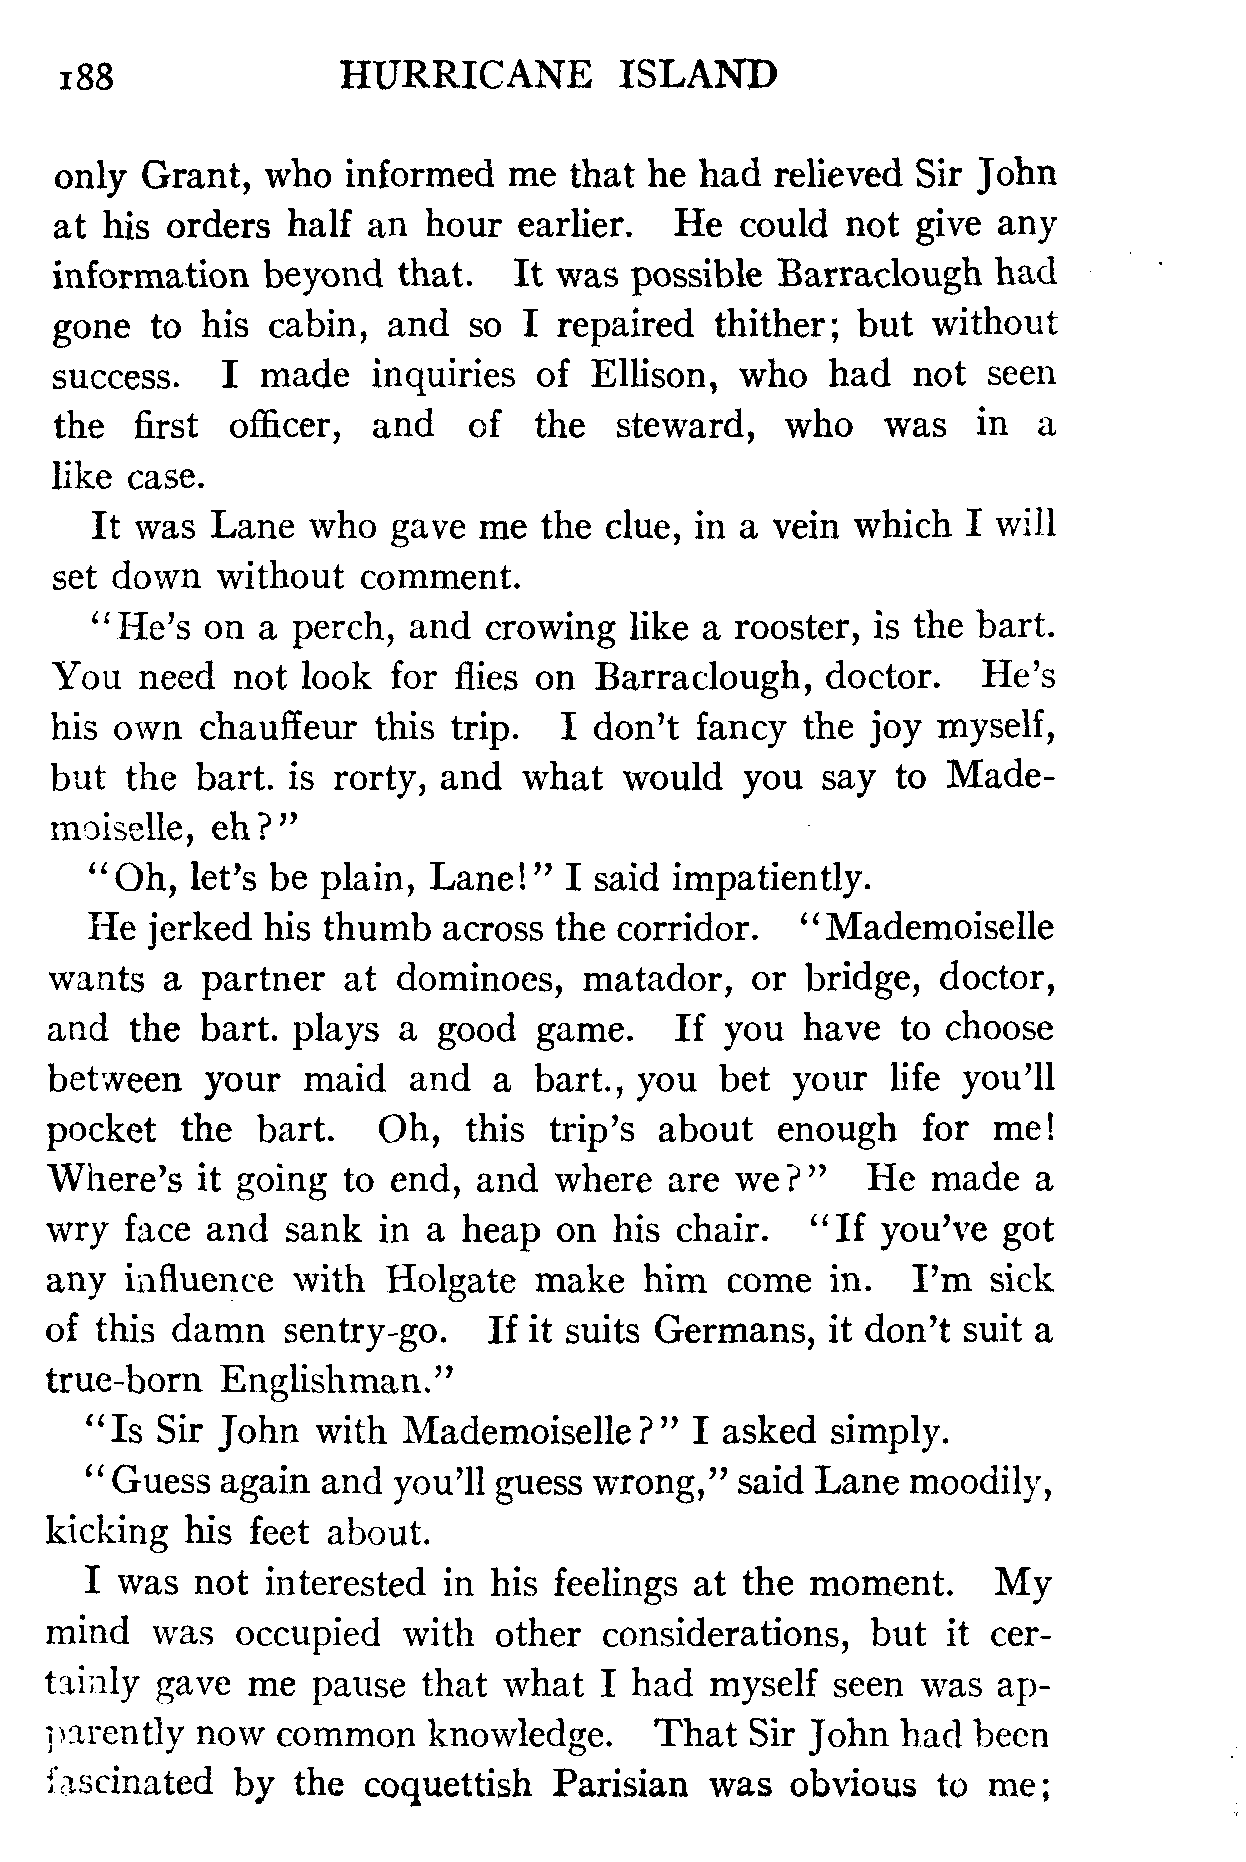 188 HURRICANE ISLAND
only Grant, who informed me that he had relieved Sir John
at his orders half an hour earlier. He could not give any
information beyond that. It was possible Barraclough had
gone to his cabin, and so I repaired thither; but without
success. I made inquiries of Ellison, who had not seen
the first officer, and of the steward, who was in a
like case.
It was Lane who gave me the clue, in a vein which I will
set down without comment.
"He's on a perch, and crowing like a rooster, is the bart.
You need not look for flies on Barraclough, doctor. He's
his own chauffeur this trip. I don't fancy the joy myself,
but the bart. is rorty, and what would you say to Made-
moiselle, eh?"
"Oh, let's be plain, Lane!" I said impatiently.
He jerked his thumb across the corridor. "Mademoiselle
wants a partner at dominoes, matador, or bridge, doctor,
and the bart. plays a good game. If you have to choose
between your maid and a bart., you bet your life you'll
pocket the bart. Oh, this trip's about enough for me!
Where's it going to end, and where are we?" He made a
wry face and sank in a heap on his chair. "If you've got
any influence with Holgate make him come in. I'm sick
of this damn sentry-go. If it suits Germans, it don't suit a
true-born Englishman."
"Is Sir John with Mademoiselle?" I asked simply.
"Guess again and you'll guess wrong," said Lane moodily,
kicking his feet about.
I was not interested in his feelings at the moment. My
mind was occupied with other considerations, but it cer-
tainly gave me pause that what I had myself seen was ap-
parently now common knowledge. That Sir John had been
fascinated by the coquettish Parisian was obvious to me;